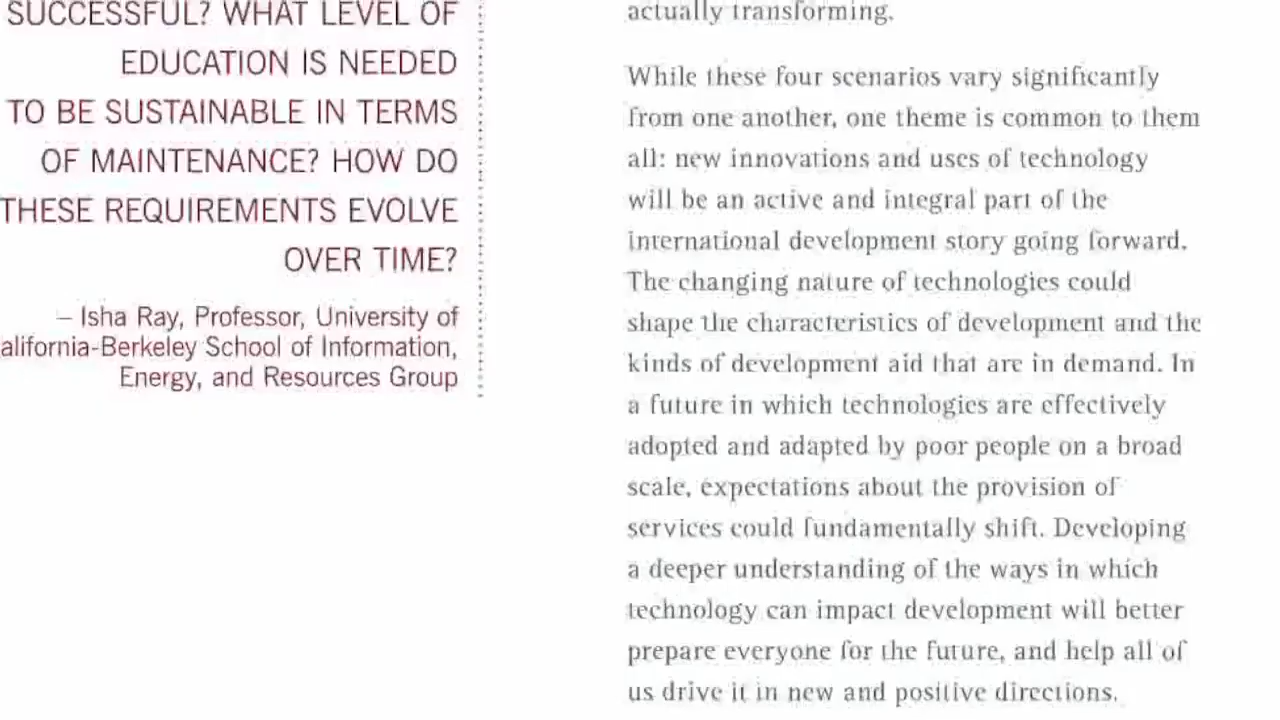 SUCCESSFUL? WHAT LEVEL OF
EDUCATION IS NEEDED
TO BE SUSTAINABLE IN TERMS
OF MAINTENANCE? HOW DO
THESE REQUIREMENTS EVOLVE
OVER TIME?
– Isha Ray, Professor, University of
alifornia-Berkeley School of Information,
Energy, and Resources Group
actually transforming.
While these four scenarios vary significantly
from one another, one theme is common to them
all: new innovations and uses of technology
will be an active and integral part of the
international development story going forward.
The changing nature of technologies could
shape the characteristics of development and the
kinds of development aid that are in demand. In
a future in which technologies are effectively
adopted and adapted by poor people on a broad
scale, expectations about the provision of
services could fundamentally shift. Developing
a deeper understanding of the ways in which
technology can impact development will better
prepare everyone for the future, and help all of
us drive it in new and positive directions.